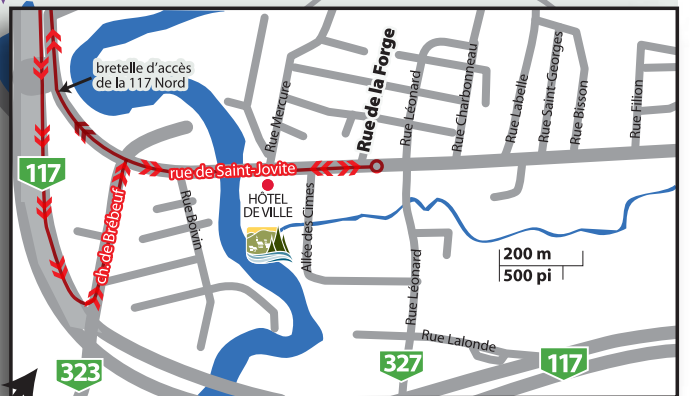 bretelle d'accès
de la 117 Nord
117
Rue Mercure
Rue de la Forge
Rue Léonard
Rue Charbonneau
Rue Labelle
Rue Saint-Georges
Rue Bisson
Rue Filion
rue de Saint-Jovite
HÔTEL
DE VILLE
ch. de Brébeuf
Rue Boivin
Allée des Cimes
200 m
500 pi
Rue Léonard
Rue Lalonde
323
327
117